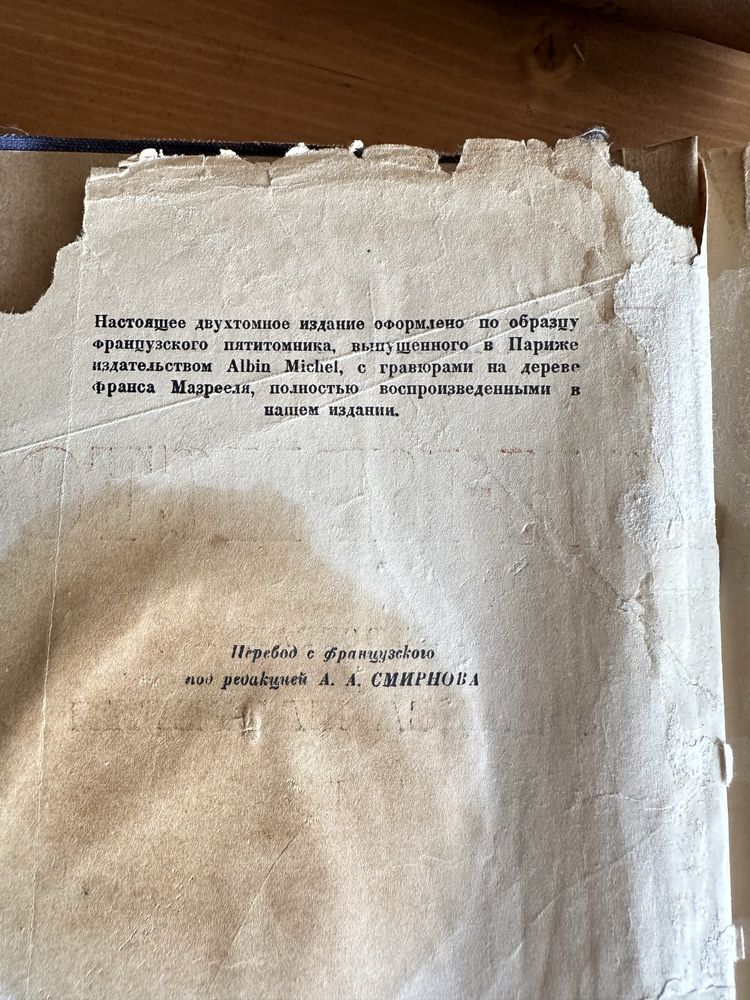 Настоящее двухтомное издание оформлено по образцу
французского пятитомника, выпущенного в Париже
издательством Albin Michel, с гравюрами на дереве
Франса Мазрееля, полностью воспроизведенными в
нашем издании.
Перевод с французского
под редакцией А. А. СМИРНОВА